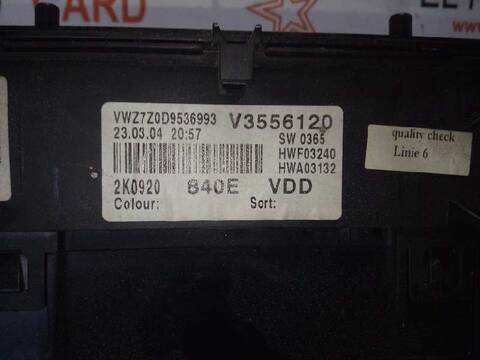 VWZ7Z0D9536993 V3556120
23.03.04 20:57 SW 0365
HWF03240
HWA03132
2K0920 840E VDD
Colour: Sort:
quality check
Line 6